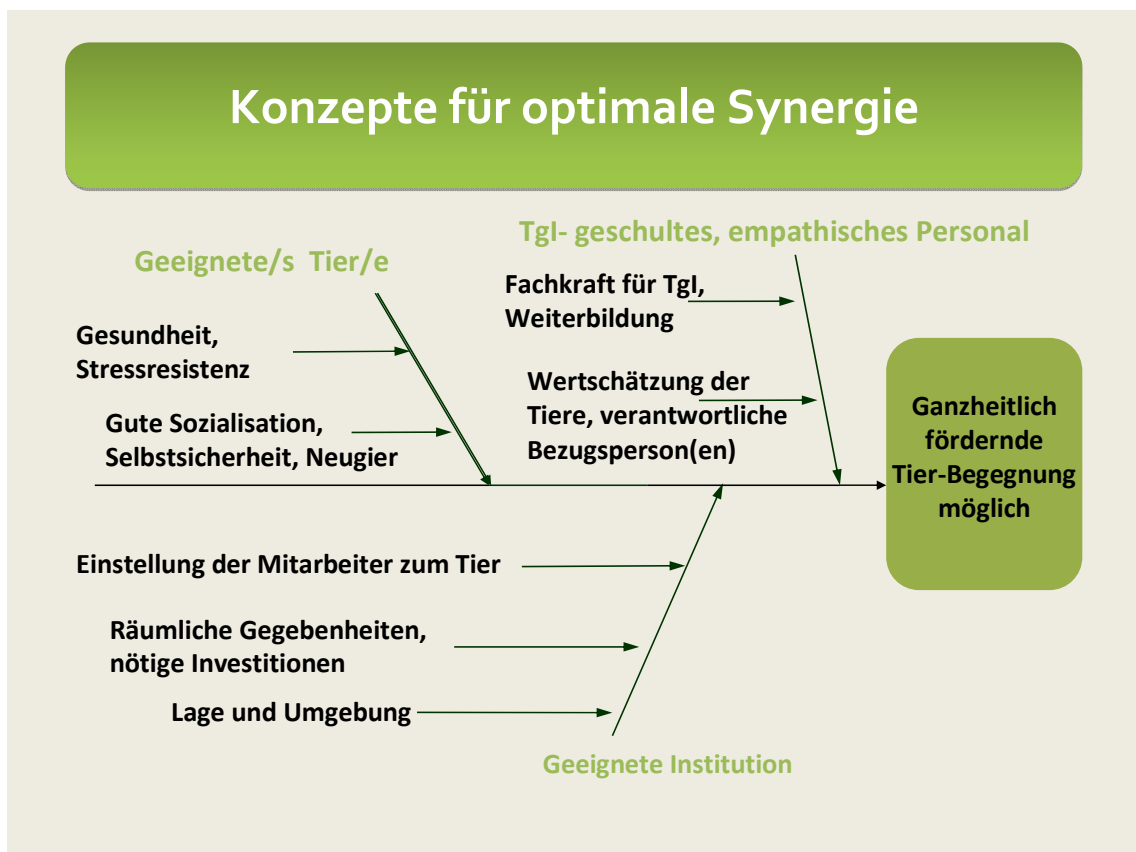 Konzepte für optimale Synergie
Geeignete/s Tier/e
TgI- geschultes, empathisches Personal
Gesundheit,
Stressresistenz
Gute Sozialisation,
Selbstsicherheit, Neugier
Fachkraft für TgI,
Weiterbildung
Wertschätzung der
Tiere, verantwortliche
Bezugsperson(en)
Ganzheitlich
fördernde
Tier-Begegnung
möglich
Einstellung der Mitarbeiter zum Tier
Räumliche Gegebenheiten,
nötige Investitionen
Lage und Umgebung
Geeignete Institution